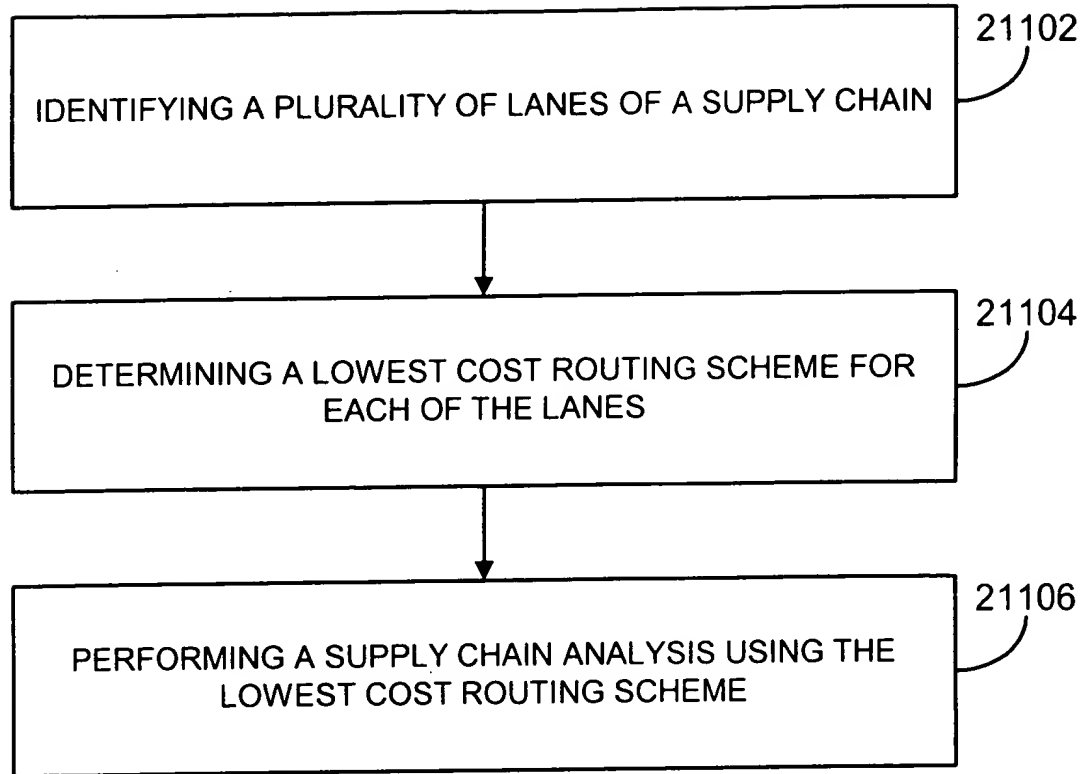 21102
IDENTIFYING A PLURALITY OF LANES OF A SUPPLY CHAIN
21104
DETERMINING A LOWEST COST ROUTING SCHEME FOR
EACH OF THE LANES
21106
PERFORMING A SUPPLY CHAIN ANALYSIS USING THE
LOWEST COST ROUTING SCHEME